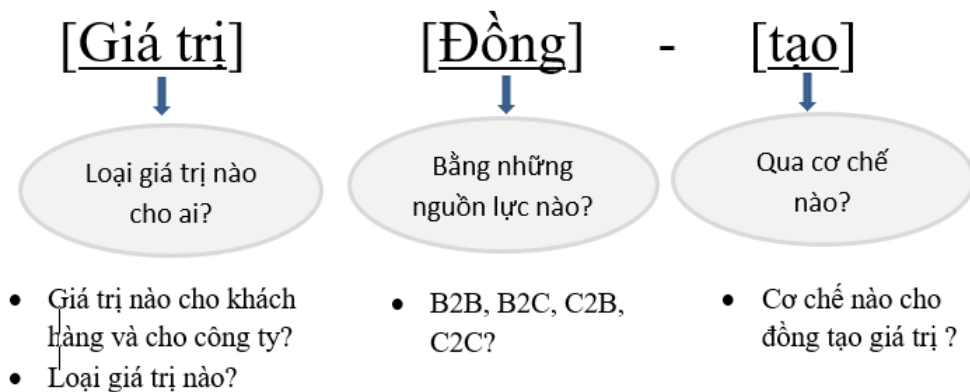 [Giá trị] [Đồng] - [tạo]
Loại giá trị nào
cho ai?
Bằng những
nguồn lực nào?
Qua cơ chế
nào?
• Giá trị nào cho khách
hàng và cho công ty?
• Loại giá trị nào?
• B2B, B2C, C2B,
C2C?
• Cơ chế nào cho
đồng tạo giá trị ?